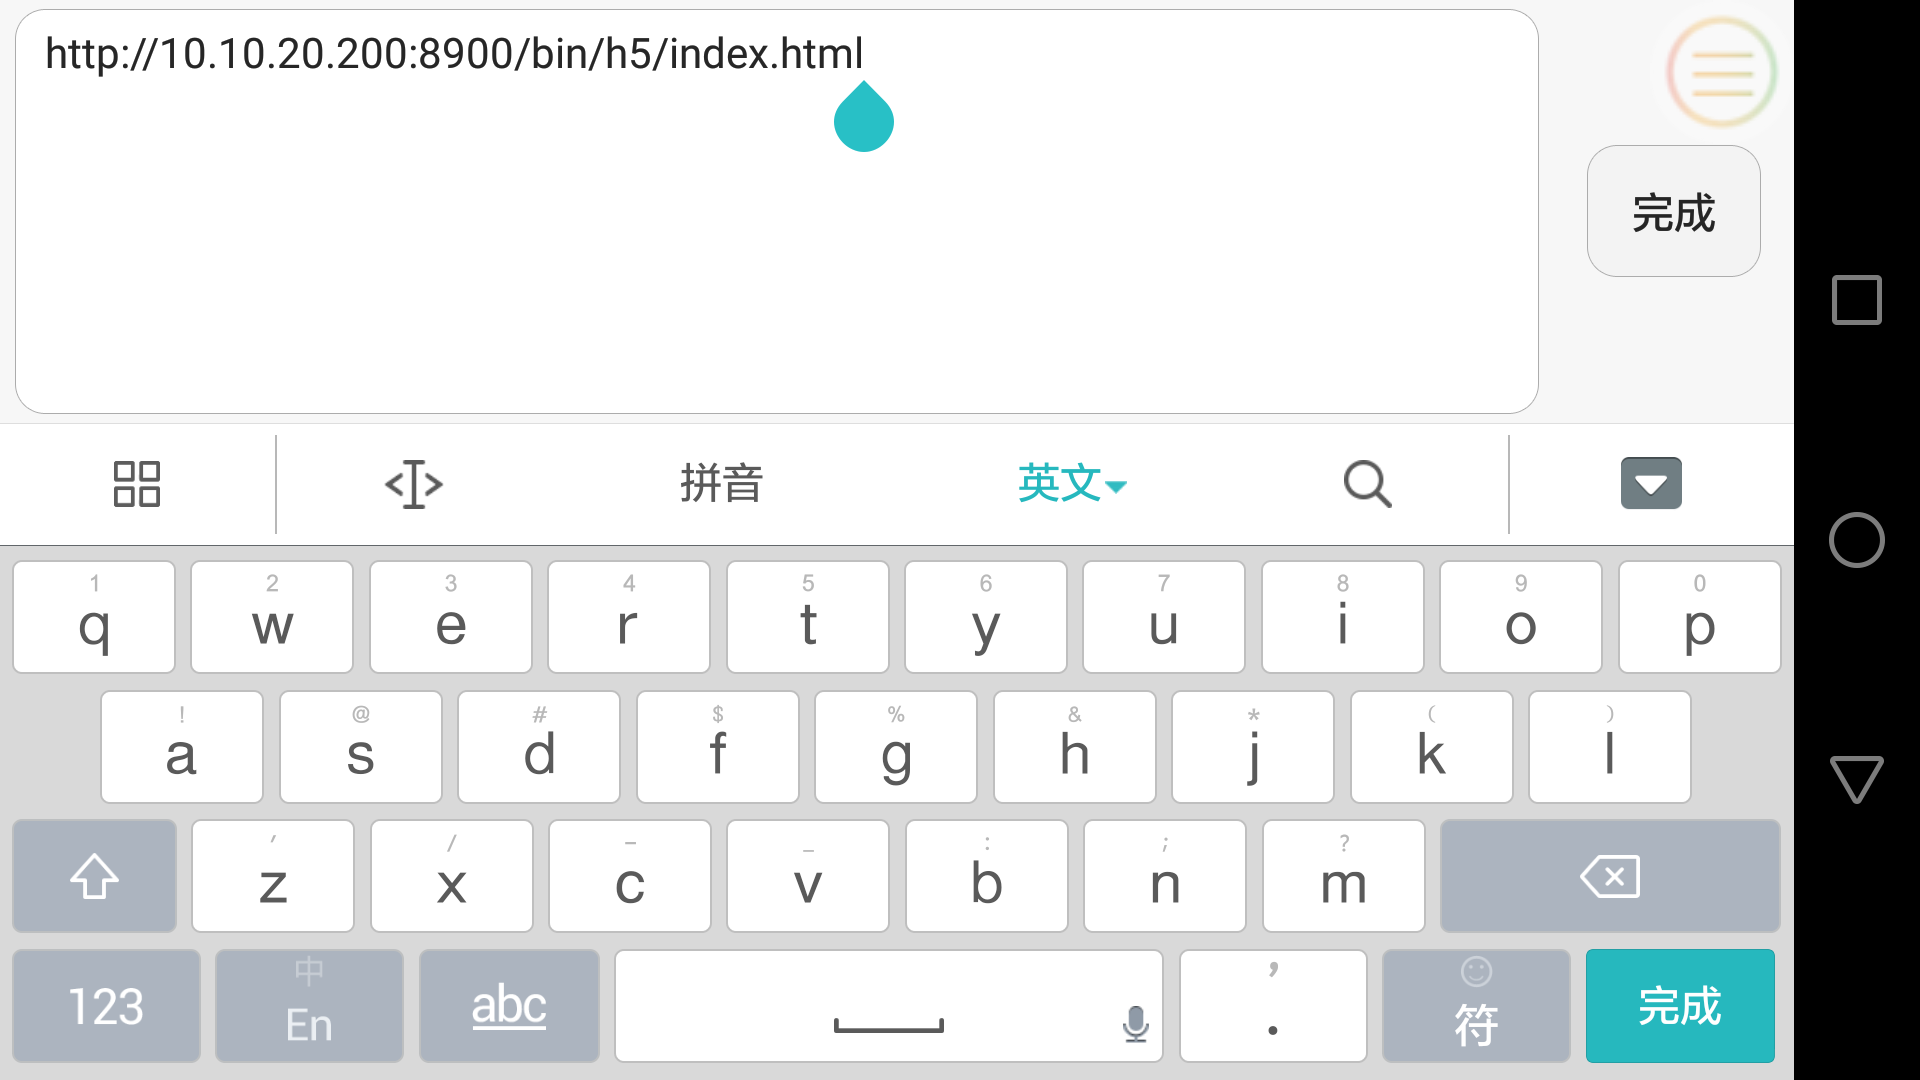 http://10.10.20.200:8900/bin/h5/index.html
完成
拼音 英文
1 2 3 4 5 6 7 8 9 0
q w e r t y u i o p
! @ # $ % & * ( )
a s d f g h j k l
' / - _ : ; ?
z x c v b n m
中 ,
123 En abc . 符 完成